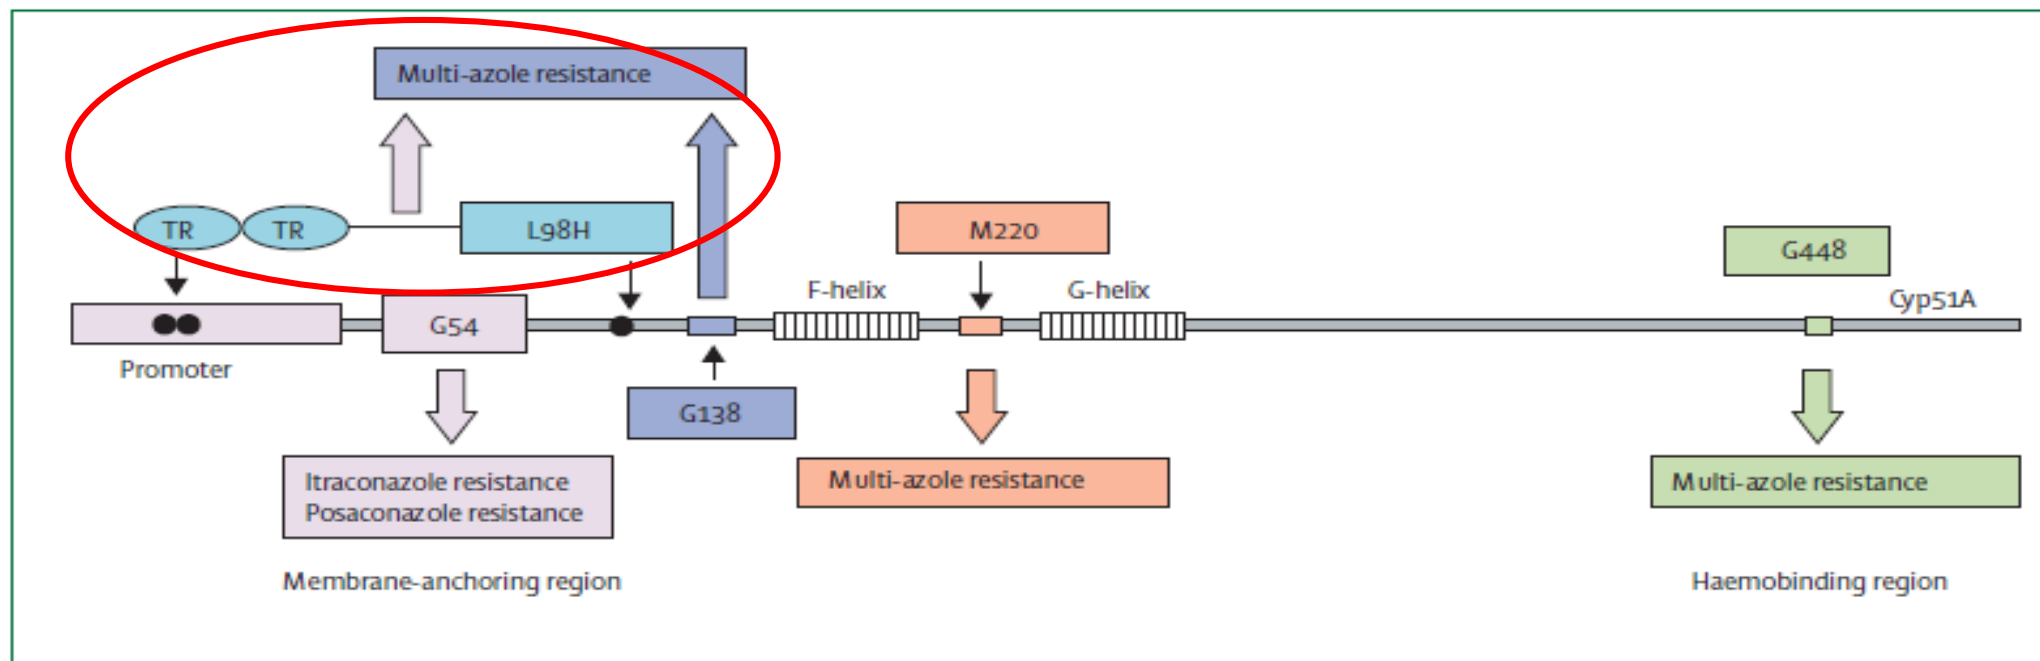 Multi-azole resistance
TR
TR
L98H
M220
G448
F-helix
G-helix
Cyp51A
G54
Promoter
G138
Itraconazole resistance
Posaconazole resistance
Multi-azole resistance
Multi-azole resistance
Membrane-anchoring region
Haemobinding region